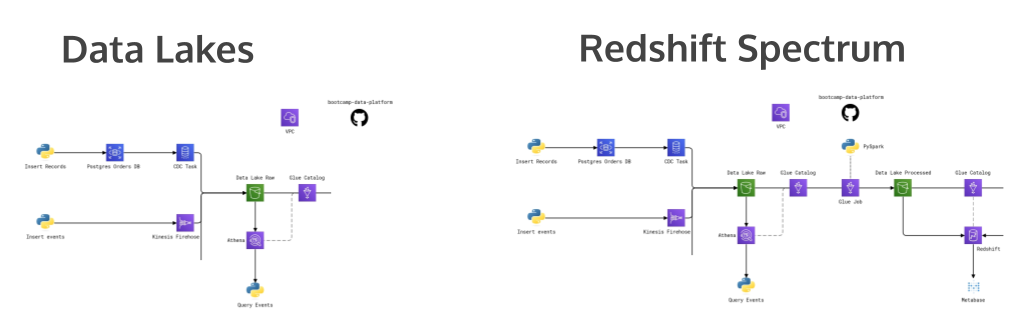 Data Lakes
bootcamp-data-platform
VPC
Insert Records
Postgres Orders DB
CDC Task
Data Lake Raw
Glue Catalog
Insert events
Kinesis Firehose
Athena
Query Events
Redshift Spectrum
bootcamp-data-platform
VPC
PySpark
Insert Records
Postgres Orders DB
CDC Task
Data Lake Raw
Glue Catalog
Glue Job
Data Lake Processed
Glue Catalog
Insert events
Kinesis Firehose
Athena
Redshift
Query Events
Metabase